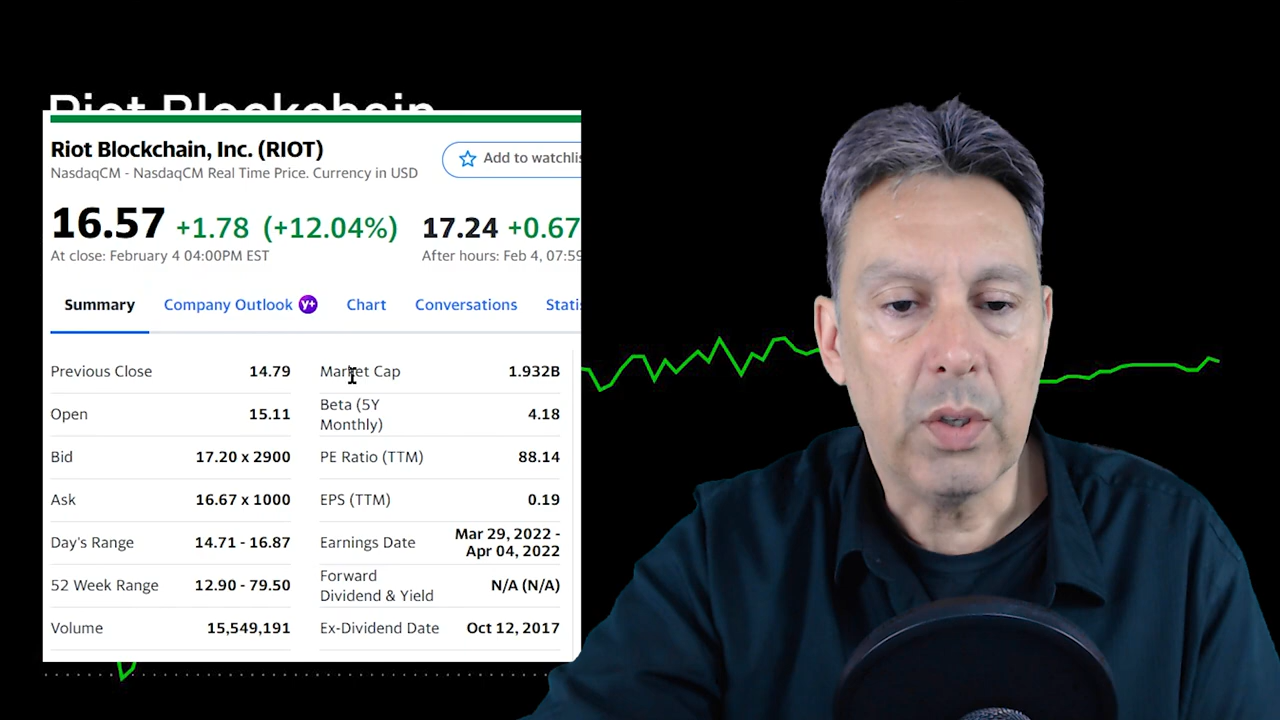 Riot Blockchain
Riot Blockchain, Inc. (RIOT)
Add to watchlis
NasdaqCM - NasdaqCM Real Time Price. Currency in USD
16.57 +1.78 (+12.04%) 17.24 +0.67
At close: February 4 04:00PM EST After hours: Feb 4, 07:59
Summary Company Outlook y+ Chart Conversations Stati
Previous Close 14.79
Open 15.11
Bid 17.20 x 2900
Ask 16.67 x 1000
Day's Range 14.71 - 16.87
52 Week Range 12.90 - 79.50
Volume 15,549,191
Market Cap 1.932B
Beta (5Y
Monthly) 4.18
PE Ratio (TTM) 88.14
EPS (TTM) 0.19
Earnings Date Mar 29, 2022 -
Apr 04, 2022
Forward
Dividend & Yield N/A (N/A)
Ex-Dividend Date Oct 12, 2017